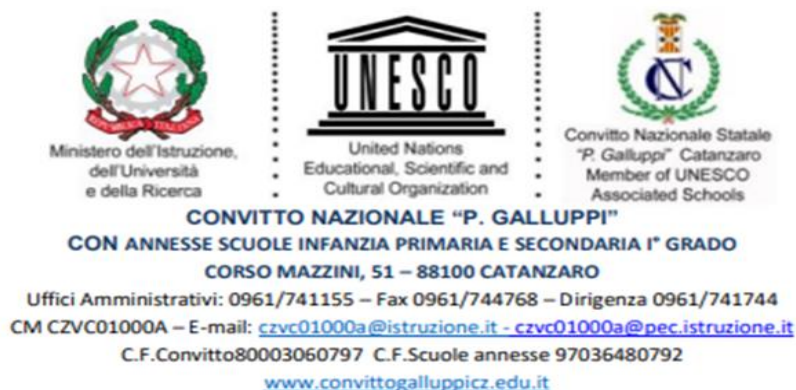 REPVBBLICA ITALIANA
Ministero dell'Istruzione,
dell'Università
e della Ricerca
UNESCO
United Nations
Educational, Scientific and
Cultural Organization
CN
Convitto Nazionale Statale
"P. Galluppi" Catanzaro
Member of UNESCO
Associated Schools
CONVITTO NAZIONALE “P. GALLUPPI”
CON ANNESSE SCUOLE INFANZIA PRIMARIA E SECONDARIA I° GRADO
CORSO MAZZINI, 51 – 88100 CATANZARO
Uffici Amministrativi: 0961/741155 – Fax 0961/744768 – Dirigenza 0961/741744
CM CZVC01000A – E-mail: czvc01000a@istruzione.it - czvc01000a@pec.istruzione.it
C.F.Convitto80003060797 C.F.Scuole annesse 97036480792
www.convittogalluppicz.edu.it